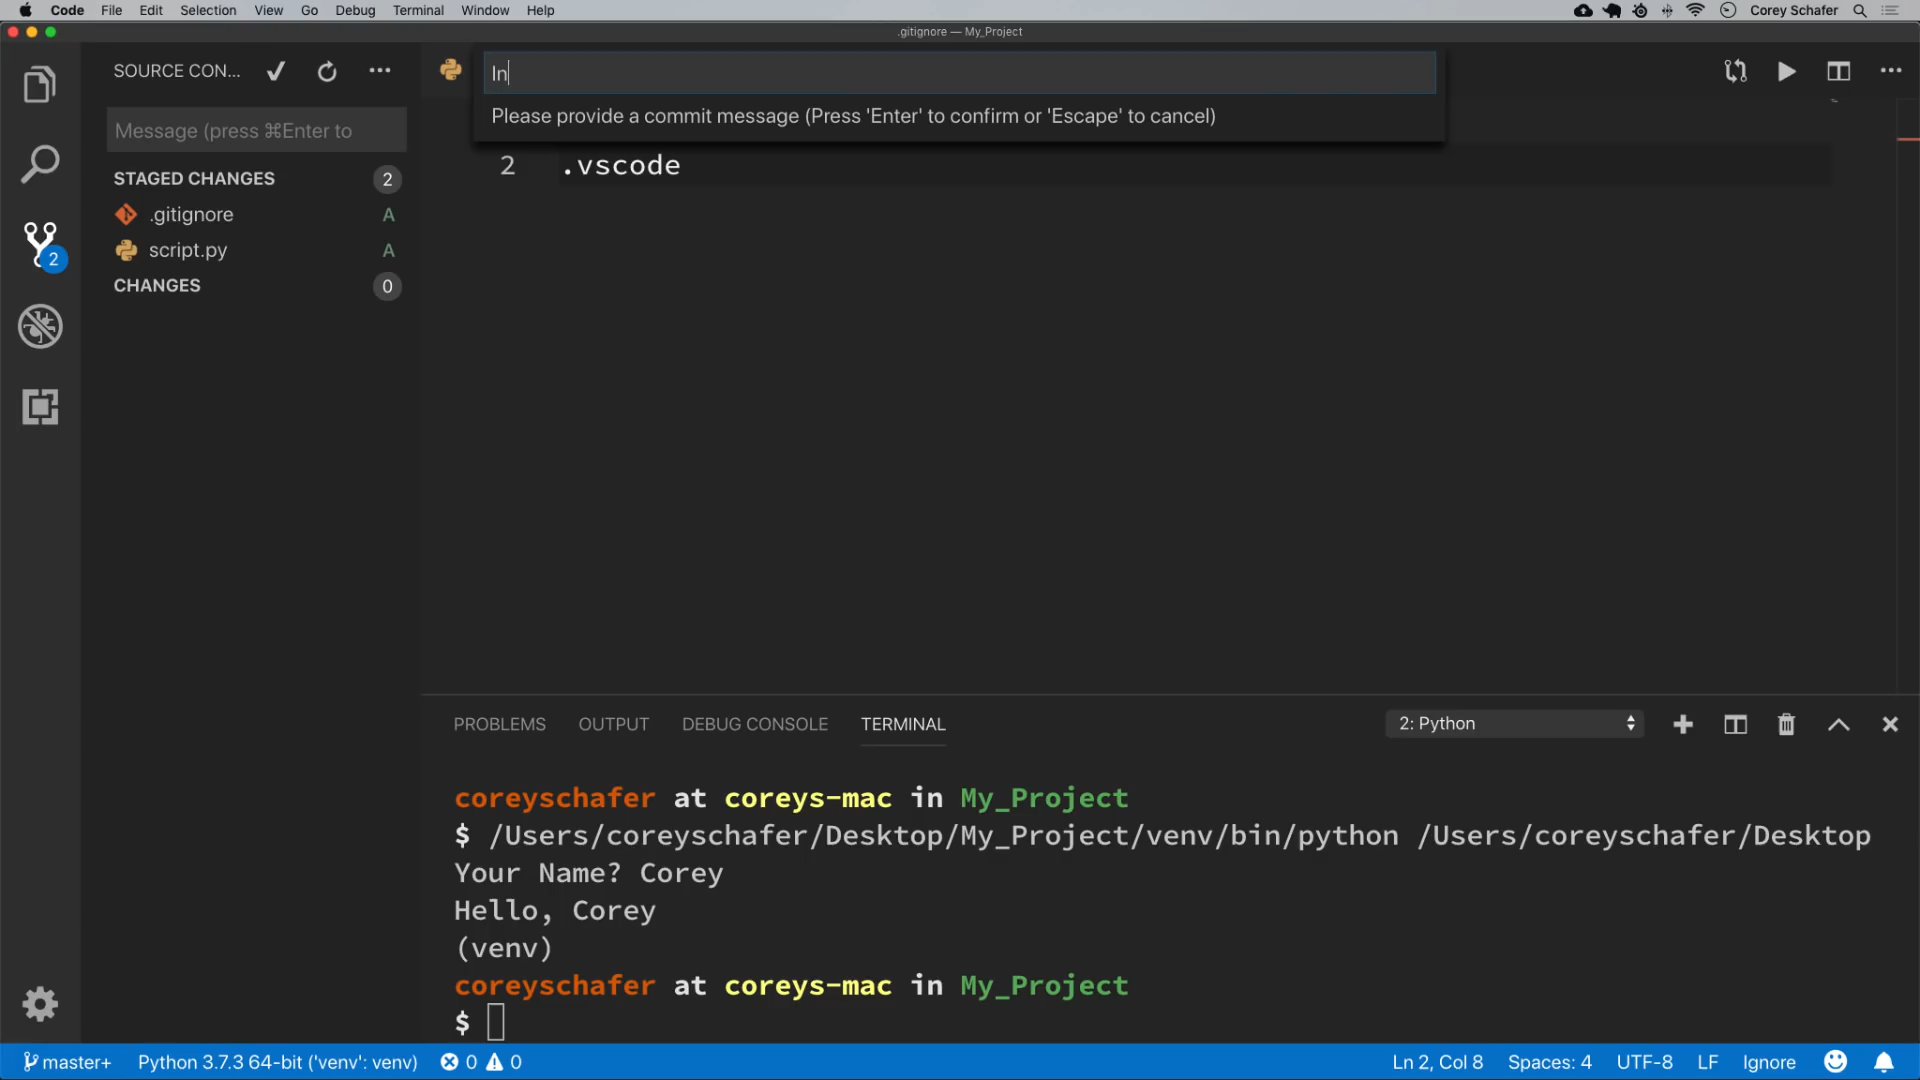 Code File Edit Selection View Go Debug Terminal Window Help Corey Schafer
.gitignore — My_Project
SOURCE CON...
In
Message (press ⌘Enter to
Please provide a commit message (Press 'Enter' to confirm or 'Escape' to cancel)
2 .vscode
STAGED CHANGES 2
.gitignore A
script.py A
2
CHANGES 0
PROBLEMS OUTPUT DEBUG CONSOLE TERMINAL 2: Python
coreyschafer at coreys-mac in My_Project
$ /Users/coreyschafer/Desktop/My_Project/venv/bin/python /Users/coreyschafer/Desktop
Your Name? Corey
Hello, Corey
(venv)
coreyschafer at coreys-mac in My_Project
$
master+ Python 3.7.3 64-bit ('venv': venv) 0 0 Ln 2, Col 8 Spaces: 4 UTF-8 LF Ignore